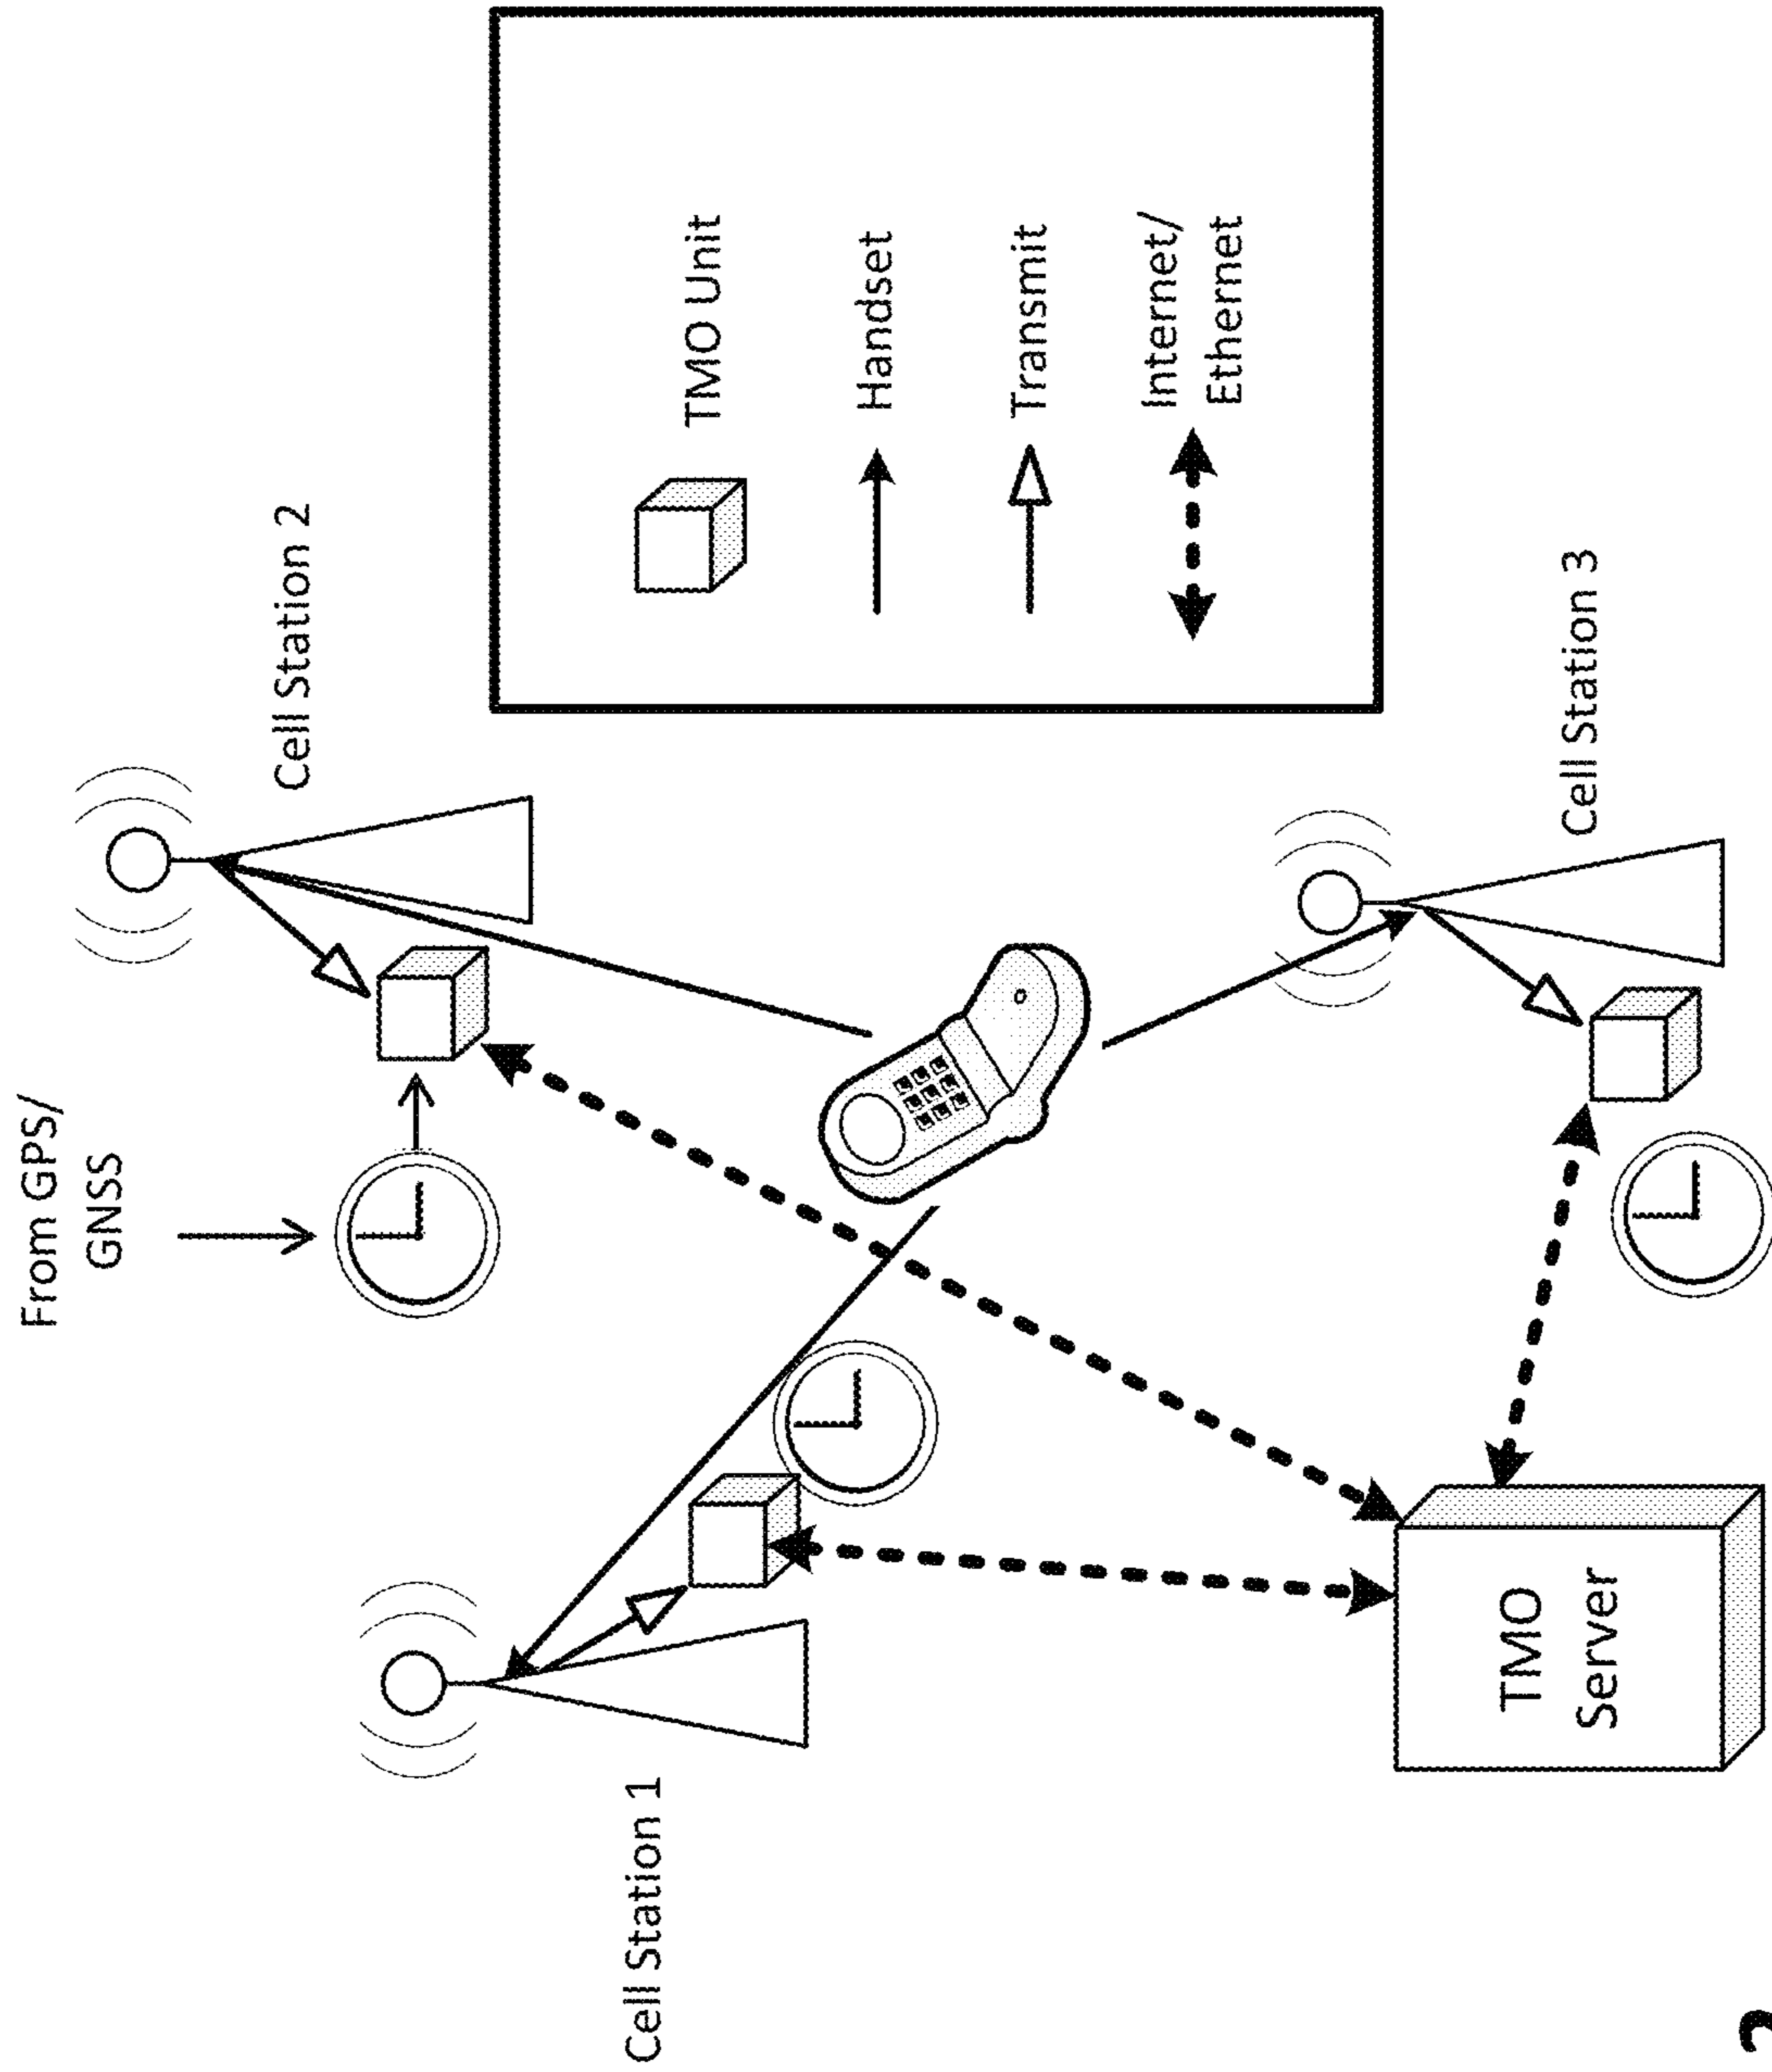 From GPS/
GNSS
Cell Station 2
Cell Station 1
TMO Unit
Handset
Transmit
Internet/
Ethernet
Cell Station 3
TMO
Server